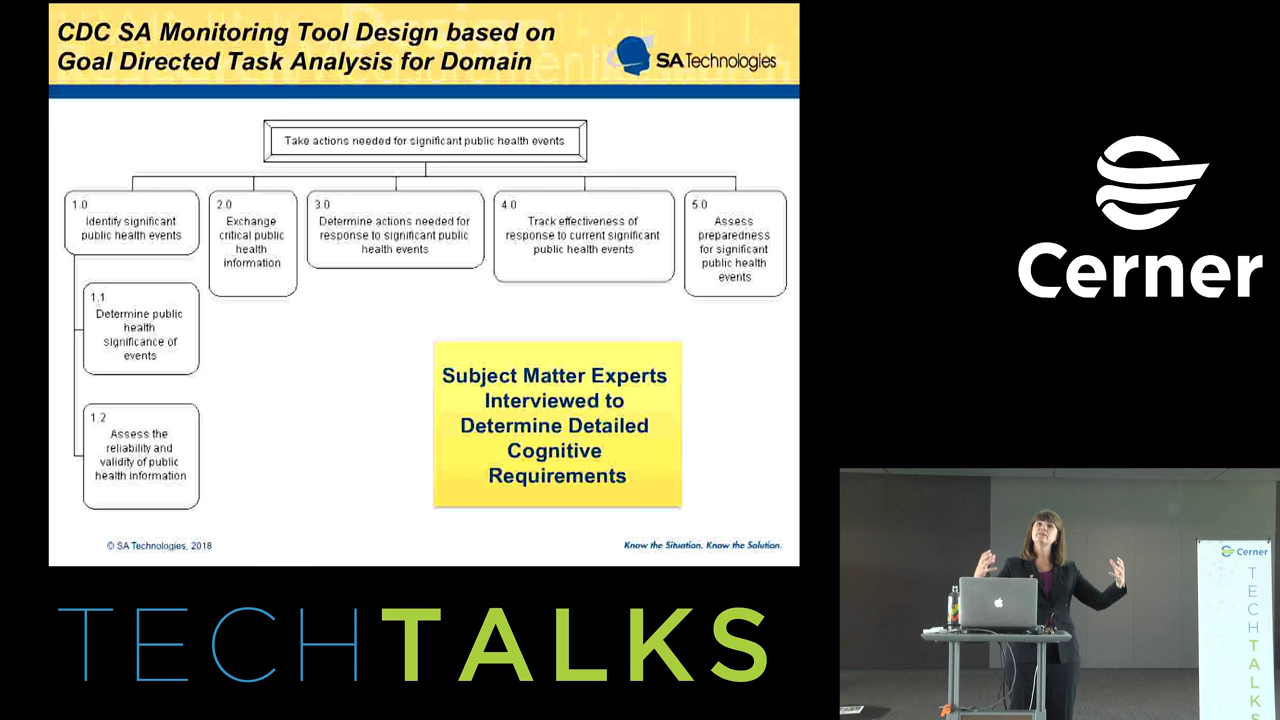 CDC SA Monitoring Tool Design based on
Goal Directed Task Analysis for Domain
SA Technologies
Take actions needed for significant public health events
1.0
Identify significant
public health events
2.0
Exchange
critical public
health
information
3.0
Determine actions needed for
response to significant public
health events
4.0
Track effectiveness of
response to current significant
public health events
5.0
Assess
preparedness
for significant
public health
events
1.1
Determine public
health
significance of
events
1.2
Assess the
reliability and
validity of public
health information
Subject Matter Experts
Interviewed to
Determine Detailed
Cognitive
Requirements
© SA Technologies, 2018
Know the Situation. Know the Solution.
TECHTALKS
Cerner
Cerner
TECHTALKS